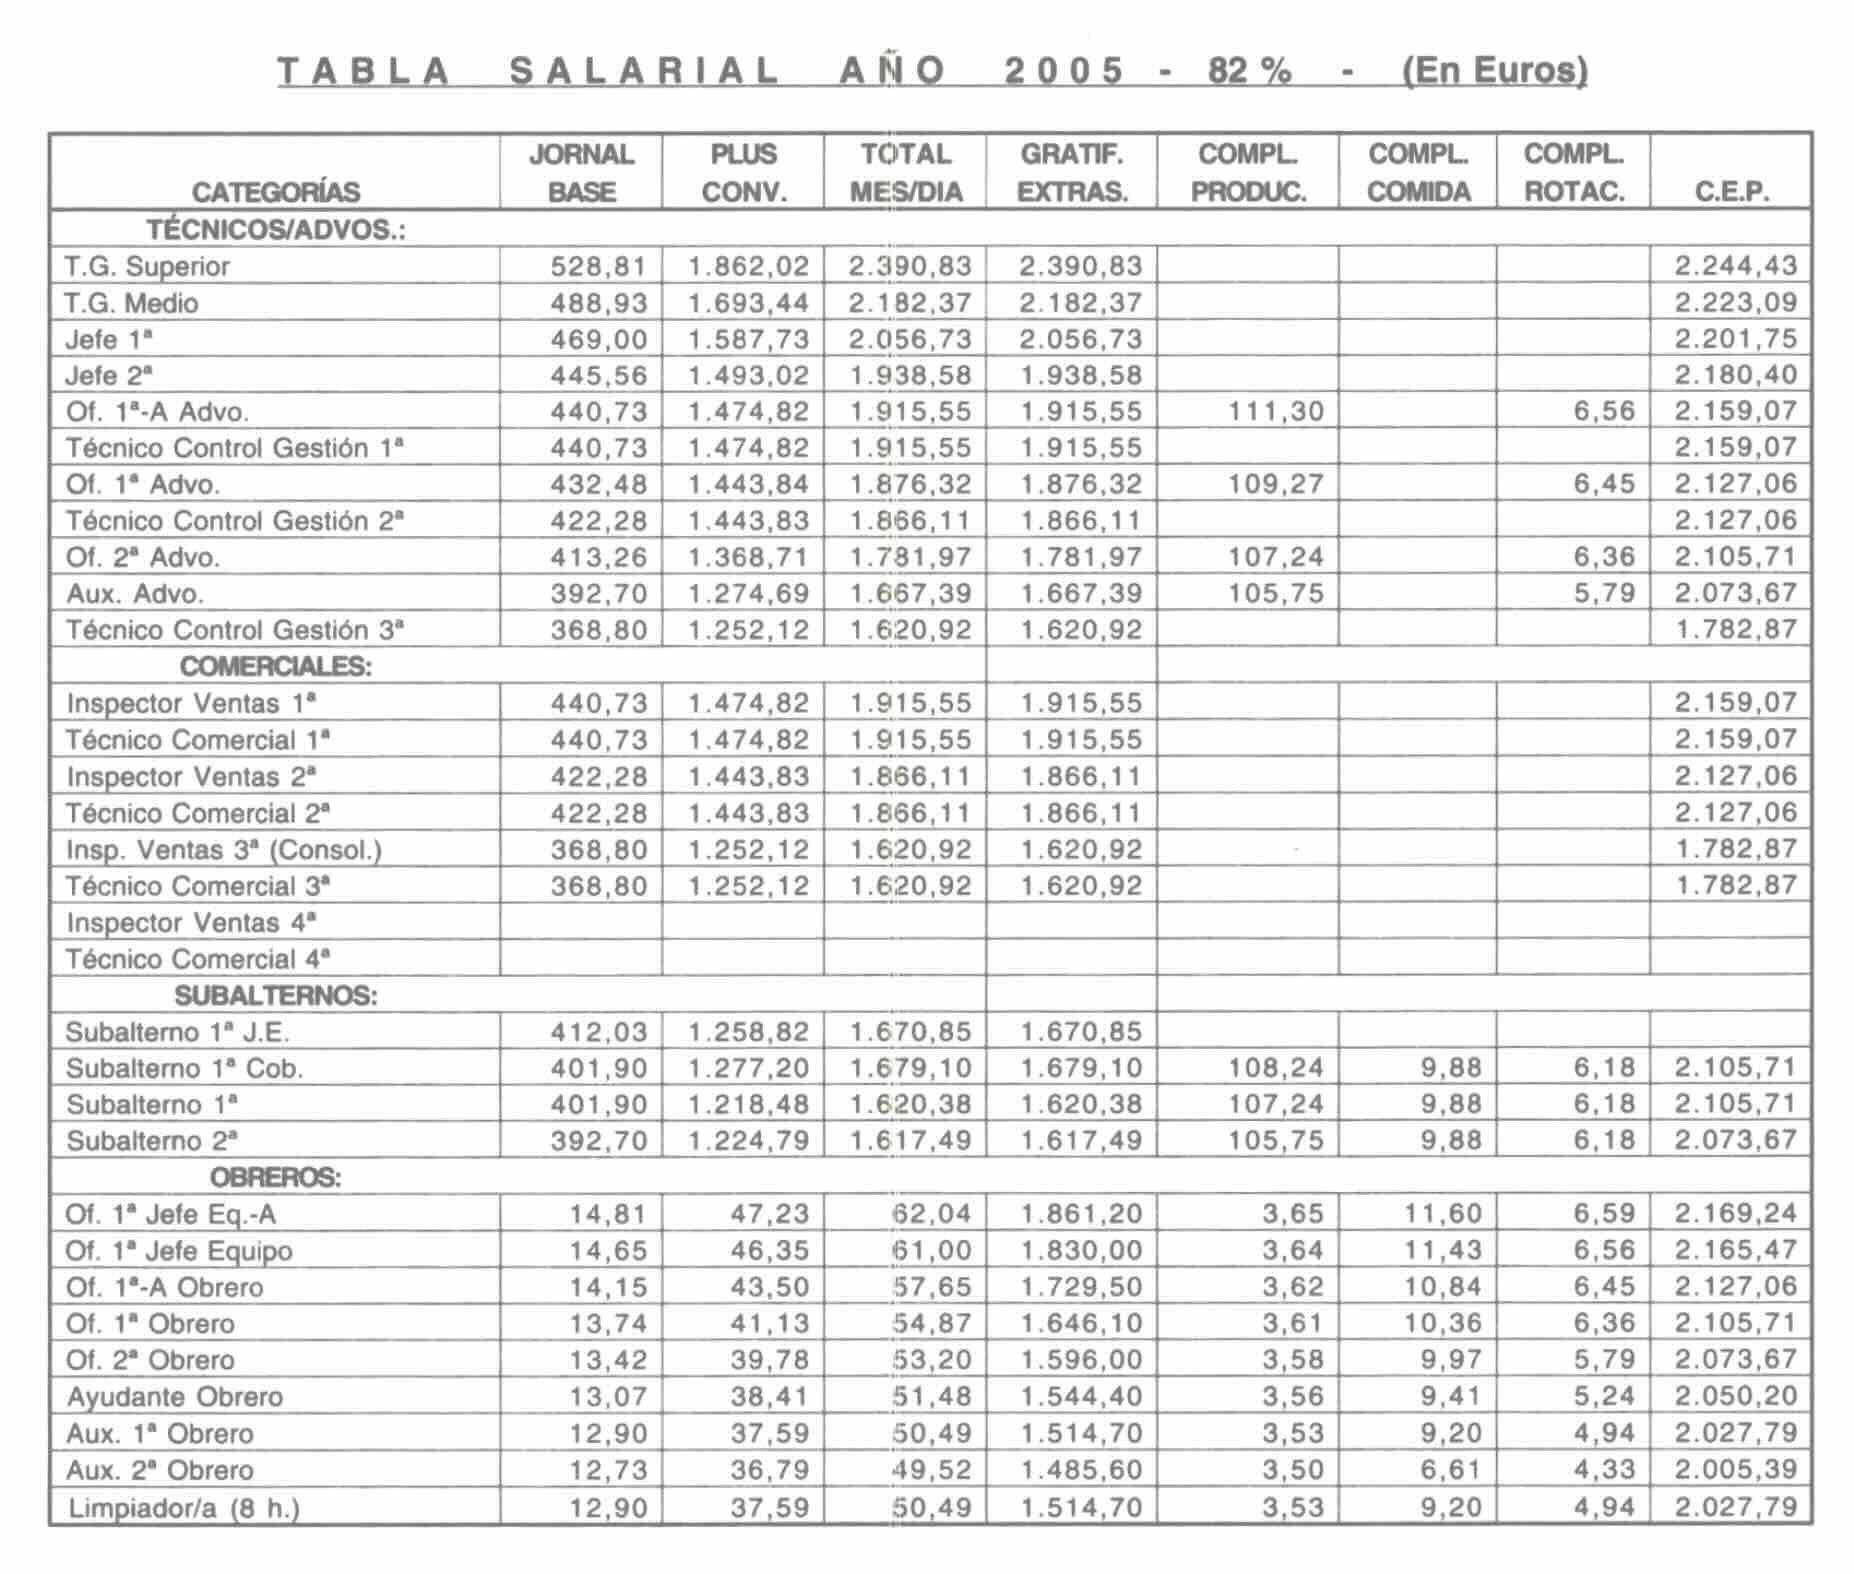 TABLA SALARIAL AÑO 2005 - 82% - (En Euros)
CATEGORÍAS JORNAL BASE PLUS CONV. TOTAL MES/DIA GRATIF. EXTRAS. COMPL. PRODUC. COMPL. COMIDA COMPL. ROTAC. C.E.P.
TÉCNICOS/ADVOS.:
T.G. Superior 528,81 1.862,02 2.390,83 2.390,83 2.244,43
T.G. Medio 488,93 1.693,44 2.182,37 2.182,37 2.223,09
Jefe 1ª 469,00 1.587,73 2.056,73 2.056,73 2.201,75
Jefe 2ª 445,56 1.493,02 1.938,58 1.938,58 2.180,40
Of. 1ª-A Advo. 440,73 1.474,82 1.915,55 1.915,55 111,30 6,56 2.159,07
Técnico Control Gestión 1ª 440,73 1.474,82 1.915,55 1.915,55 2.159,07
Of. 1ª Advo. 432,48 1.443,84 1.876,32 1.876,32 109,27 6,45 2.127,06
Técnico Control Gestión 2ª 422,28 1.443,83 1.866,11 1.866,11 2.127,06
Of. 2ª Advo. 413,26 1.368,71 1.781,97 1.781,97 107,24 6,36 2.105,71
Aux. Advo. 392,70 1.274,69 1.667,39 1.667,39 105,75 5,79 2.073,67
Técnico Control Gestión 3ª 368,80 1.252,12 1.620,92 1.620,92 1.782,87
COMERCIALES:
Inspector Ventas 1ª 440,73 1.474,82 1.915,55 1.915,55 2.159,07
Técnico Comercial 1ª 440,73 1.474,82 1.915,55 1.915,55 2.159,07
Inspector Ventas 2ª 422,28 1.443,83 1.866,11 1.866,11 2.127,06
Técnico Comercial 2ª 422,28 1.443,83 1.866,11 1.866,11 2.127,06
Insp. Ventas 3ª (Consol.) 368,80 1.252,12 1.620,92 1.620,92 1.782,87
Técnico Comercial 3ª 368,80 1.252,12 1.620,92 1.620,92 1.782,87
Inspector Ventas 4ª
Técnico Comercial 4ª
SUBALTERNOS:
Subalterno 1ª J.E. 412,03 1.258,82 1.670,85 1.670,85
Subalterno 1ª Cob. 401,90 1.277,20 1.679,10 1.679,10 108,24 9,88 6,18 2.105,71
Subalterno 1ª 401,90 1.218,48 1.620,38 1.620,38 107,24 9,88 6,18 2.105,71
Subalterno 2ª 392,70 1.224,79 1.617,49 1.617,49 105,75 9,88 6,18 2.073,67
OBREROS:
Of. 1ª Jefe Eq.-A 14,81 47,23 62,04 1.861,20 3,65 11,60 6,59 2.169,24
Of. 1ª Jefe Equipo 14,65 46,35 61,00 1.830,00 3,64 11,43 6,56 2.165,47
Of. 1ª-A Obrero 14,15 43,50 57,65 1.729,50 3,62 10,84 6,45 2.127,06
Of. 1ª Obrero 13,74 41,13 54,87 1.646,10 3,61 10,36 6,36 2.105,71
Of. 2ª Obrero 13,42 39,78 53,20 1.596,00 3,58 9,97 5,79 2.073,67
Ayudante Obrero 13,07 38,41 51,48 1.544,40 3,56 9,41 5,24 2.050,20
Aux. 1ª Obrero 12,90 37,59 50,49 1.514,70 3,53 9,20 4,94 2.027,79
Aux. 2ª Obrero 12,73 36,79 49,52 1.485,60 3,50 6,61 4,33 2.005,39
Limpiador/a (8 h.) 12,90 37,59 50,49 1.514,70 3,53 9,20 4,94 2.027,79